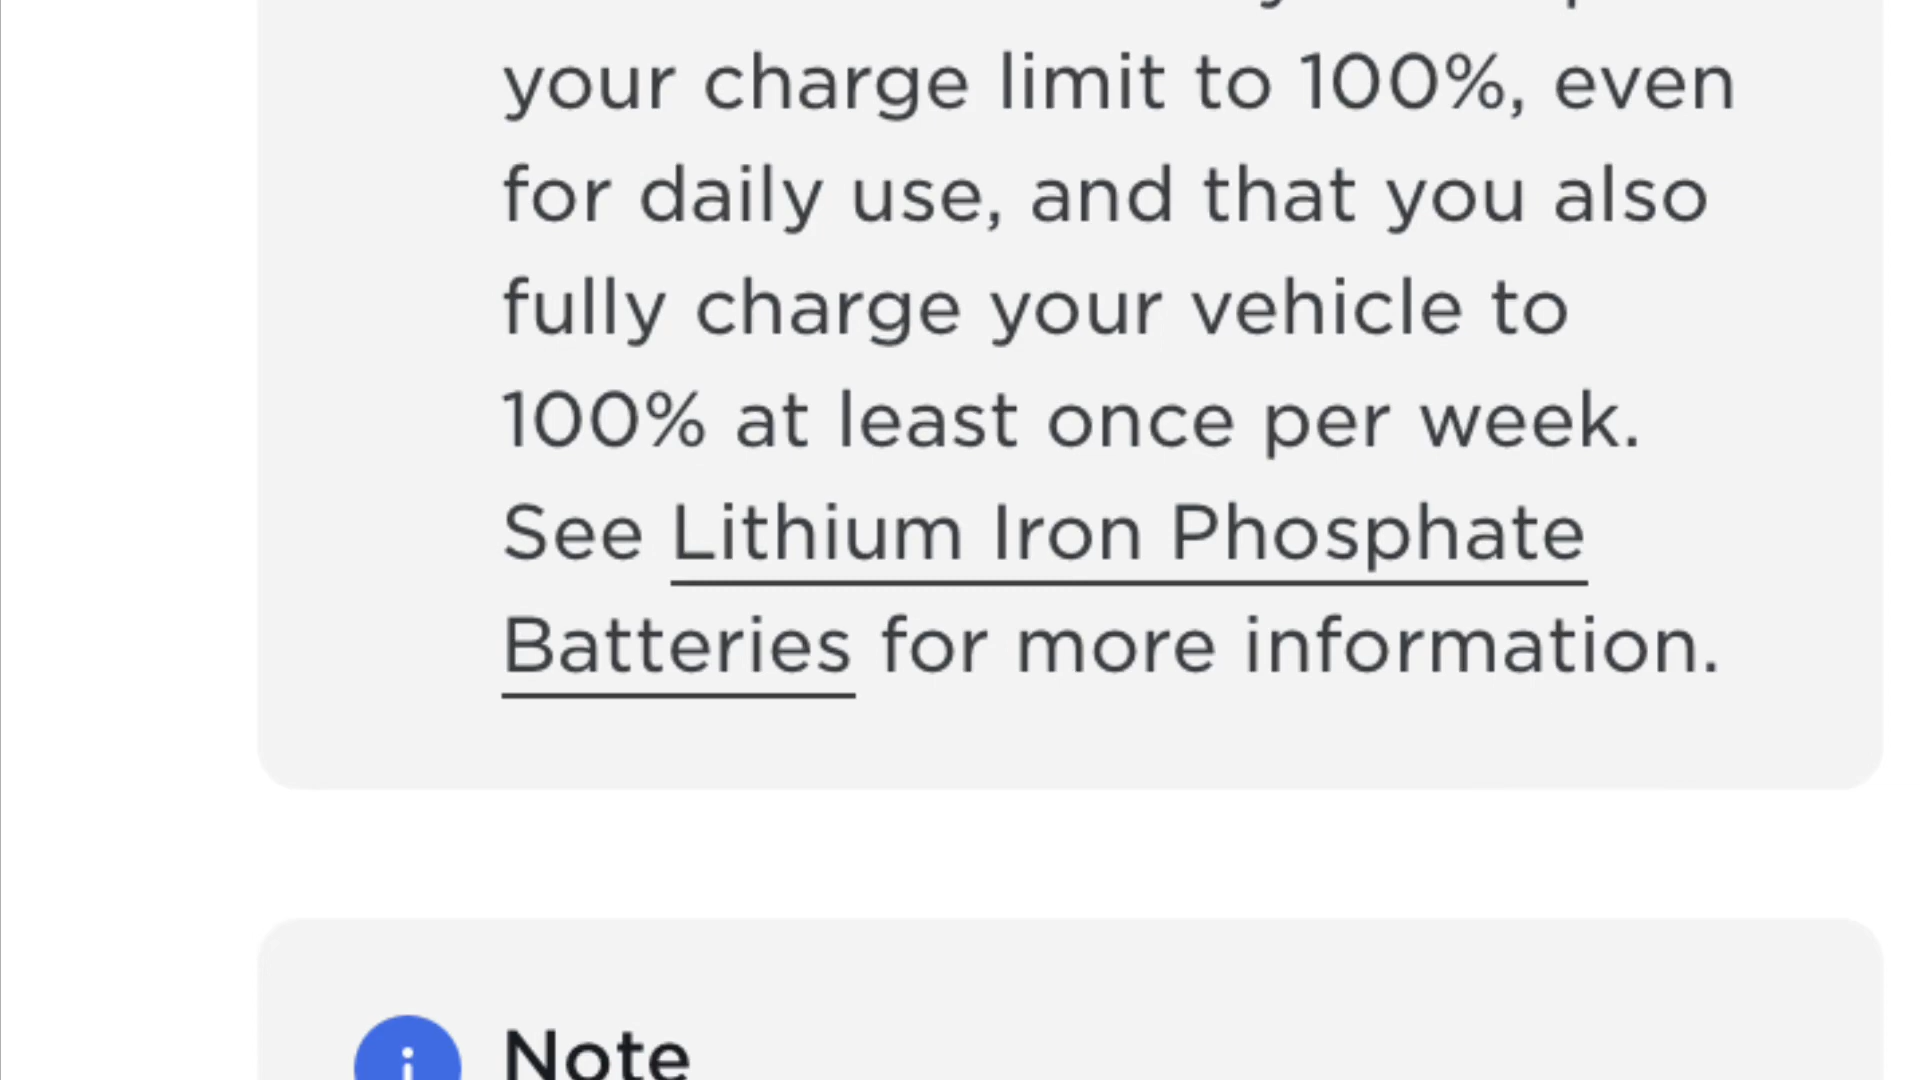 your charge limit to 100%, even
for daily use, and that you also
fully charge your vehicle to
100% at least once per week.
See Lithium Iron Phosphate
Batteries for more information.
i Note